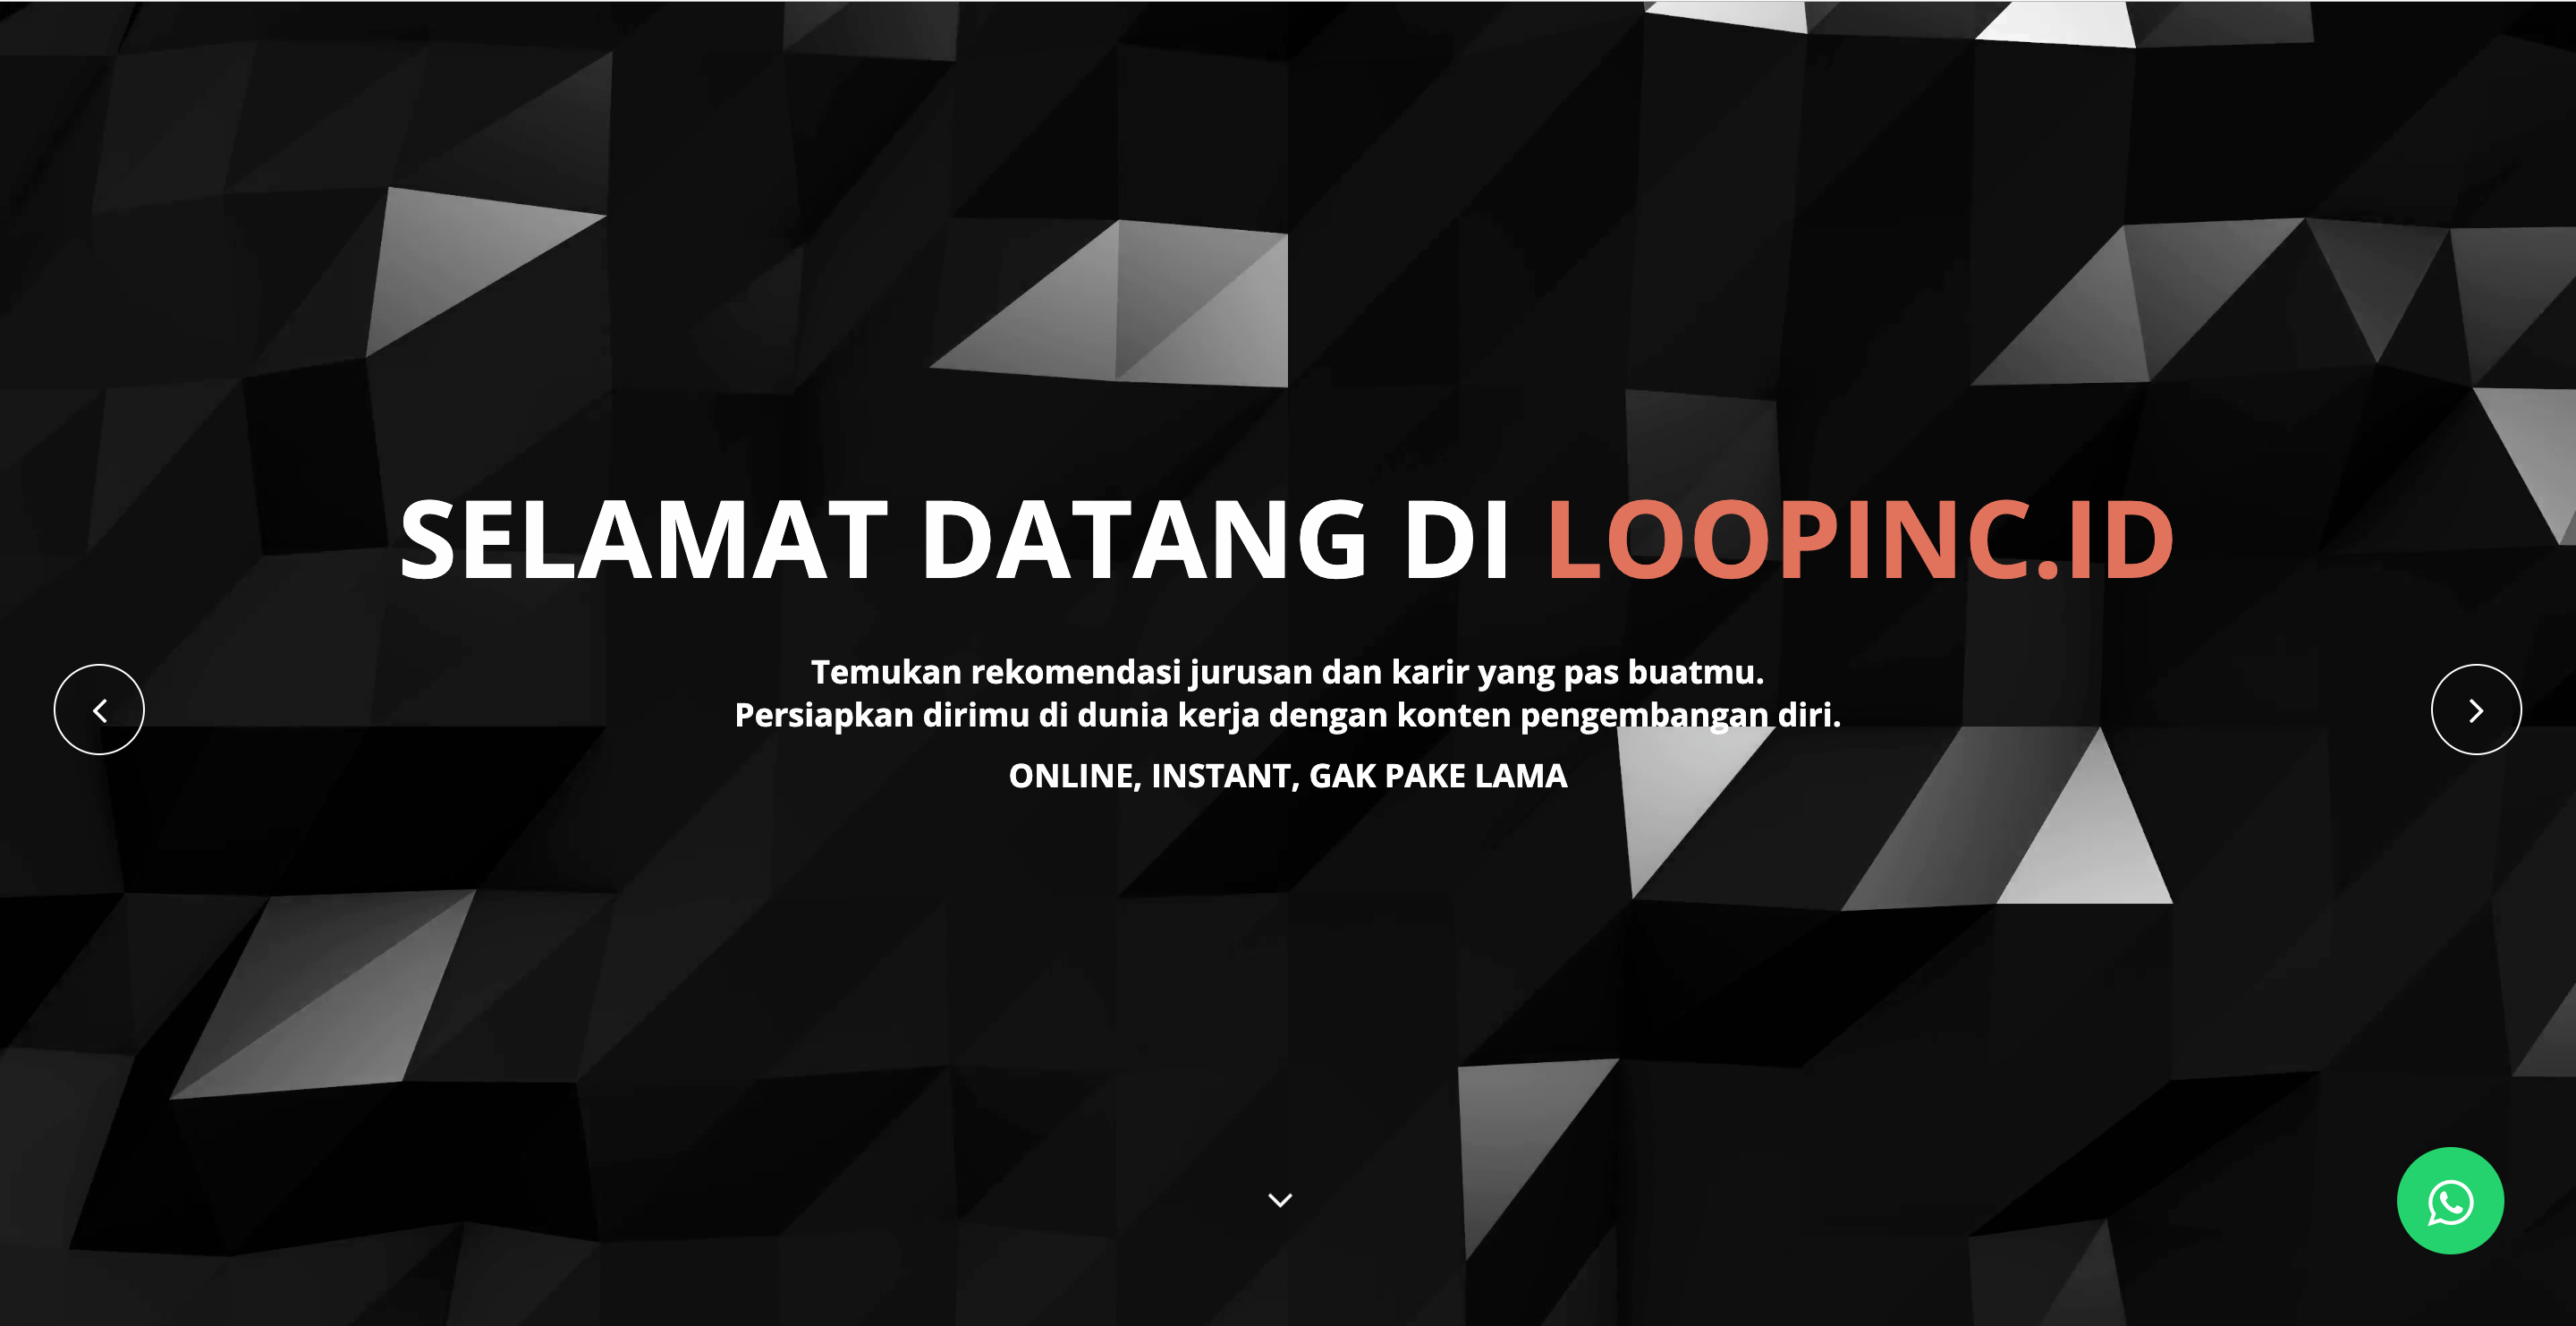 SELAMAT DATANG DI LOOPINC.ID
Temukan rekomendasi jurusan dan karir yang pas buatmu.
Persiapkan dirimu di dunia kerja dengan konten pengembangan diri.
ONLINE, INSTANT, GAK PAKE LAMA